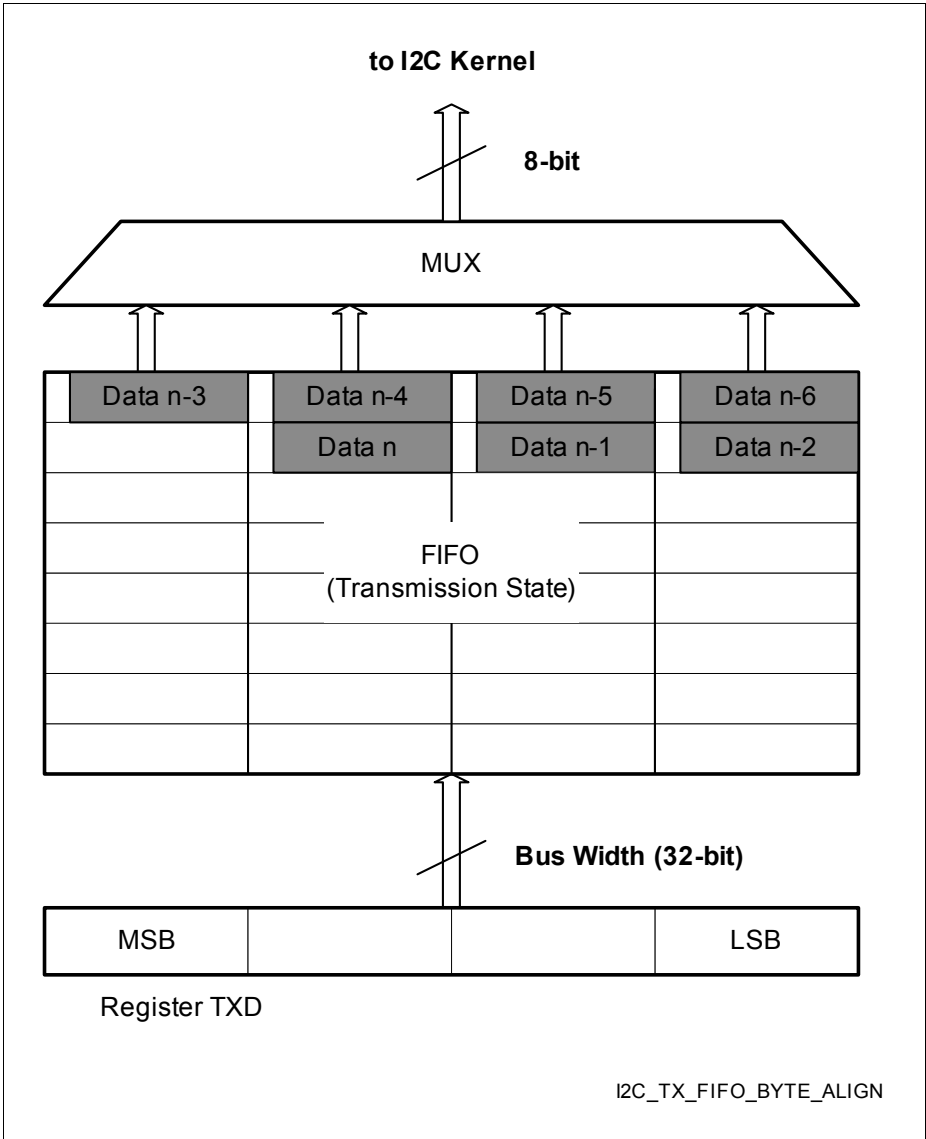 to I2C Kernel
8-bit
MUX
Data n-3 Data n-4 Data n-5 Data n-6
Data n Data n-1 Data n-2
FIFO
(Transmission State)
Bus Width (32-bit)
MSB LSB
Register TXD
I2C_TX_FIFO_BYTE_ALIGN